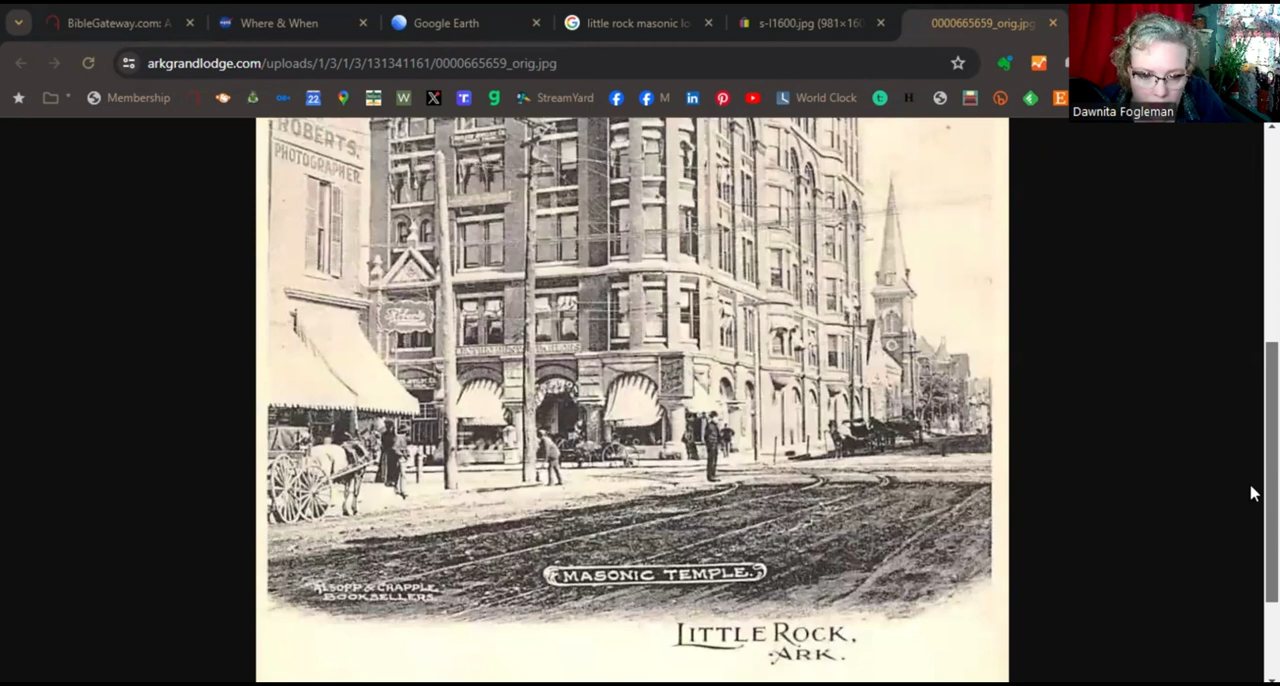 BibleGateway.com: A
Where & When
Google Earth
little rock masonic lo
s-l1600.jpg (981×160
0000665659_orig.jpg
arkgrandlodge.com/uploads/1/3/1/3/131341161/0000665659_orig.jpg
Membership
22
W
X
StreamYard
M
in
World Clock
Dawnita Fogleman
ROBERTS.
PHOTOGRAPHER
MASONIC TEMPLE.
ALSOPP & CHAPPLE,
BOOKSELLERS.
LITTLE ROCK,
ARK.